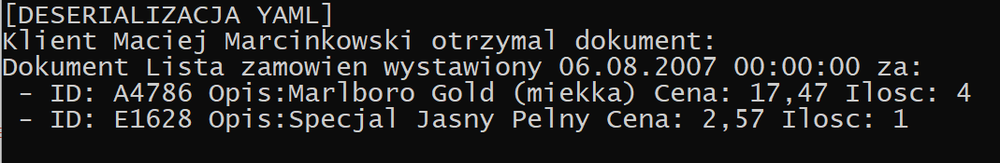 [DESERIALIZACJA YAML]
Klient Maciej Marcinkowski otrzymal dokument:
Dokument Lista zamowien wystawiony 06.08.2007 00:00:00 za:
 - ID: A4786 Opis:Marlboro Gold (miekka) Cena: 17,47 Ilosc: 4
 - ID: E1628 Opis:Specjal Jasny Pelny Cena: 2,57 Ilosc: 1